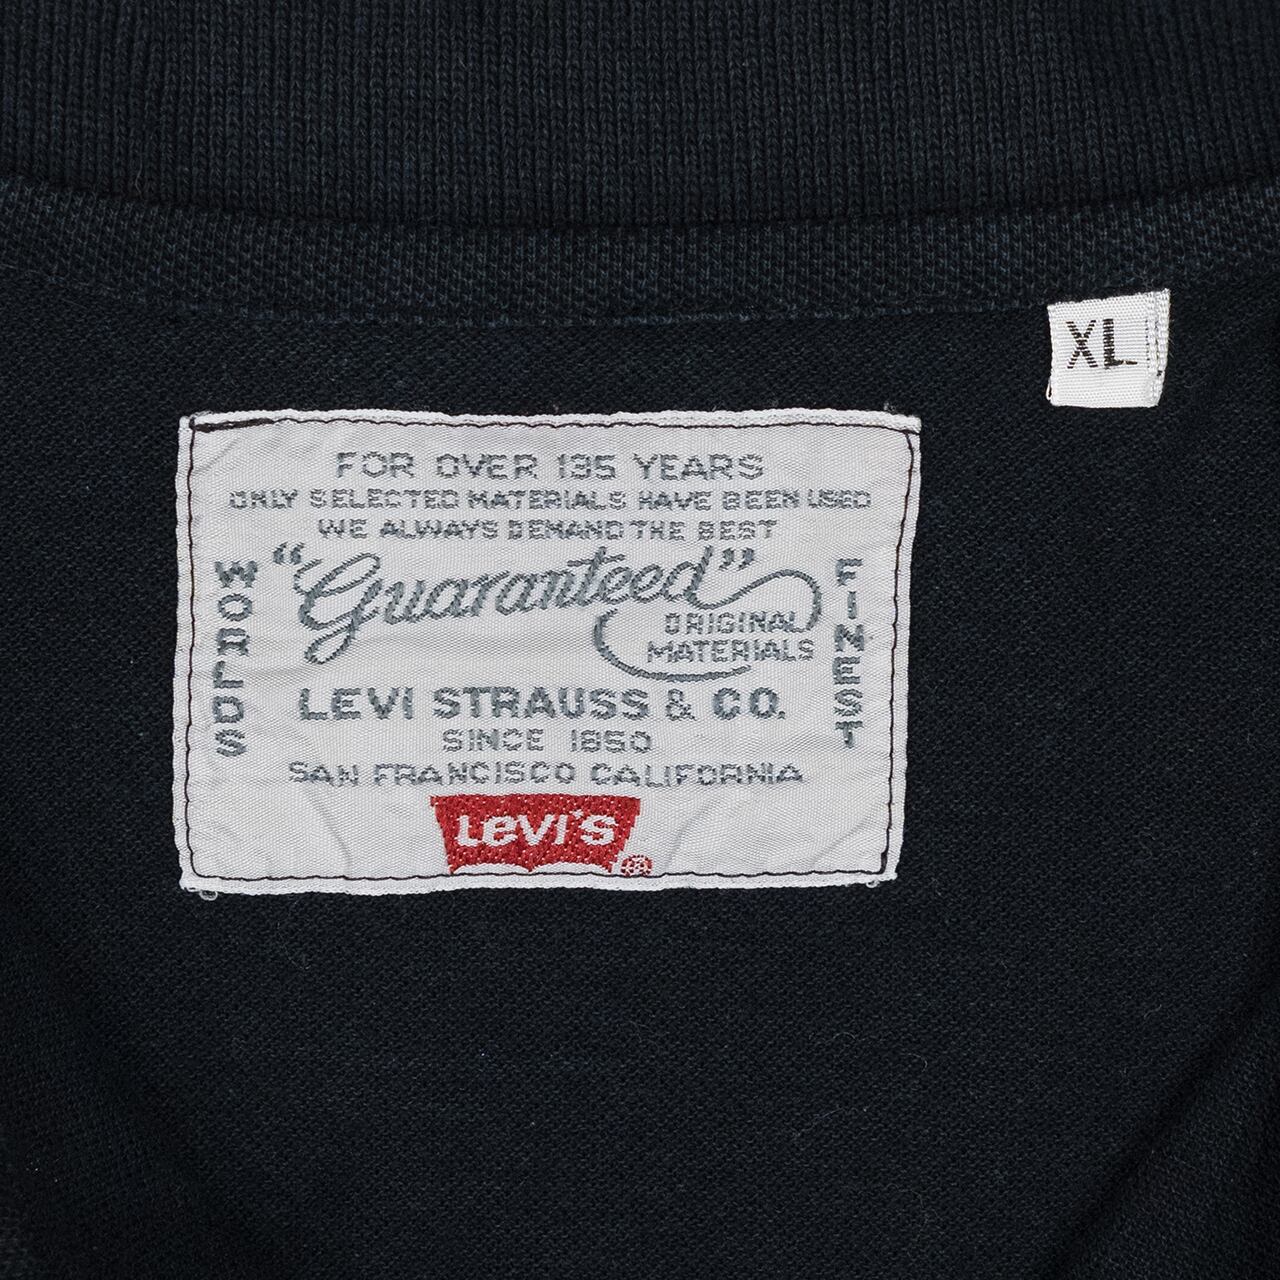 XL
FOR OVER 135 YEARS
ONLY SELECTED MATERIALS HAVE BEEN USED
WE ALWAYS DEMAND THE BEST
"Guaranteed"
ORIGINAL
MATERIALS
WORLDS
FINEST
LEVI STRAUSS & CO.
SINCE 1850
SAN FRANCISCO CALIFORNIA
Levi's ®